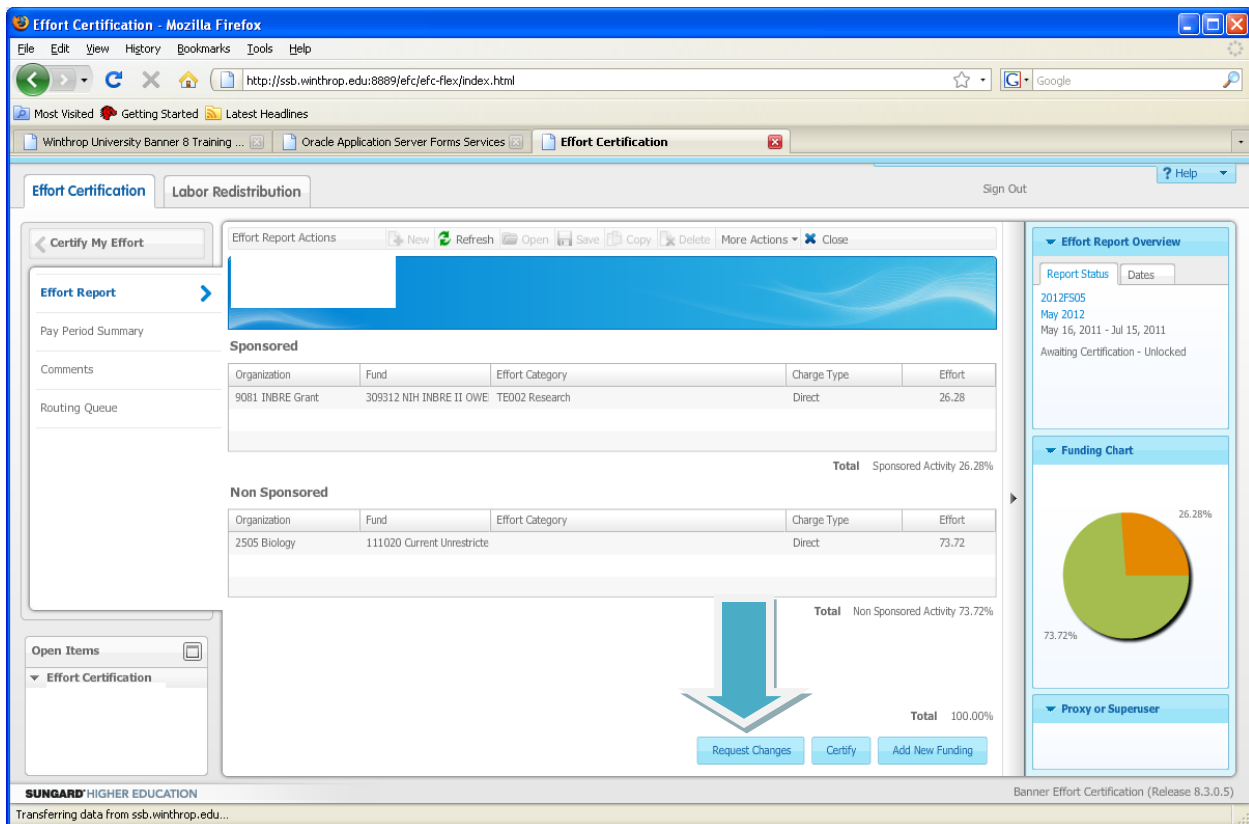 Effort Certification - Mozilla Firefox
File Edit View History Bookmarks Tools Help
http://ssb.winthrop.edu:8889/efc/efc-flex/index.html
G Google
Most Visited Getting Started Latest Headlines
Winthrop University Banner 8 Training ... Oracle Application Server Forms Services Effort Certification
? Help
Effort Certification Labor Redistribution Sign Out
Certify My Effort
Effort Report
Pay Period Summary
Comments
Routing Queue
Open Items
Effort Certification
Effort Report Actions New Refresh Open Save Copy Delete More Actions Close
Sponsored
Organization Fund Effort Category Charge Type Effort
9081 INBRE Grant 309312 NIH INBRE II OWE TE002 Research Direct 26.28
Total Sponsored Activity 26.28%
Non Sponsored
Organization Fund Effort Category Charge Type Effort
2505 Biology 111020 Current Unrestricte Direct 73.72
Total Non Sponsored Activity 73.72%
Total 100.00%
Request Changes Certify Add New Funding
Effort Report Overview
Report Status Dates
2012FS05
May 2012
May 16, 2011 - Jul 15, 2011
Awaiting Certification - Unlocked
Funding Chart
26.28%
73.72%
Proxy or Superuser
SUNGARD HIGHER EDUCATION Banner Effort Certification (Release 8.3.0.5)
Transferring data from ssb.winthrop.edu...